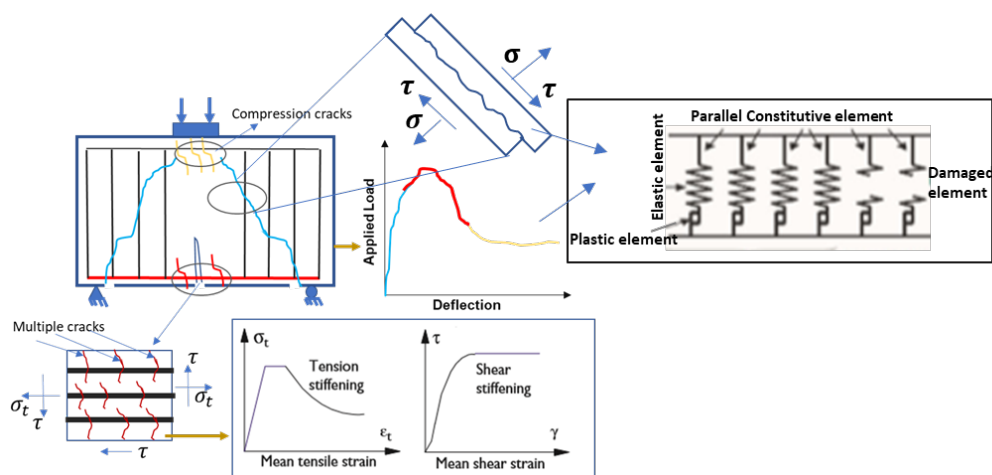 Compression cracks
σ
τ
τ
σ
Applied Load
Deflection
Parallel Constitutive element
Elastic element
Damaged
element
Plastic element
Multiple cracks
τ
σt
τ
σt
τ
σt
Tension
stiffening
εt
Mean tensile strain
τ
Shear
stiffening
γ
Mean shear strain